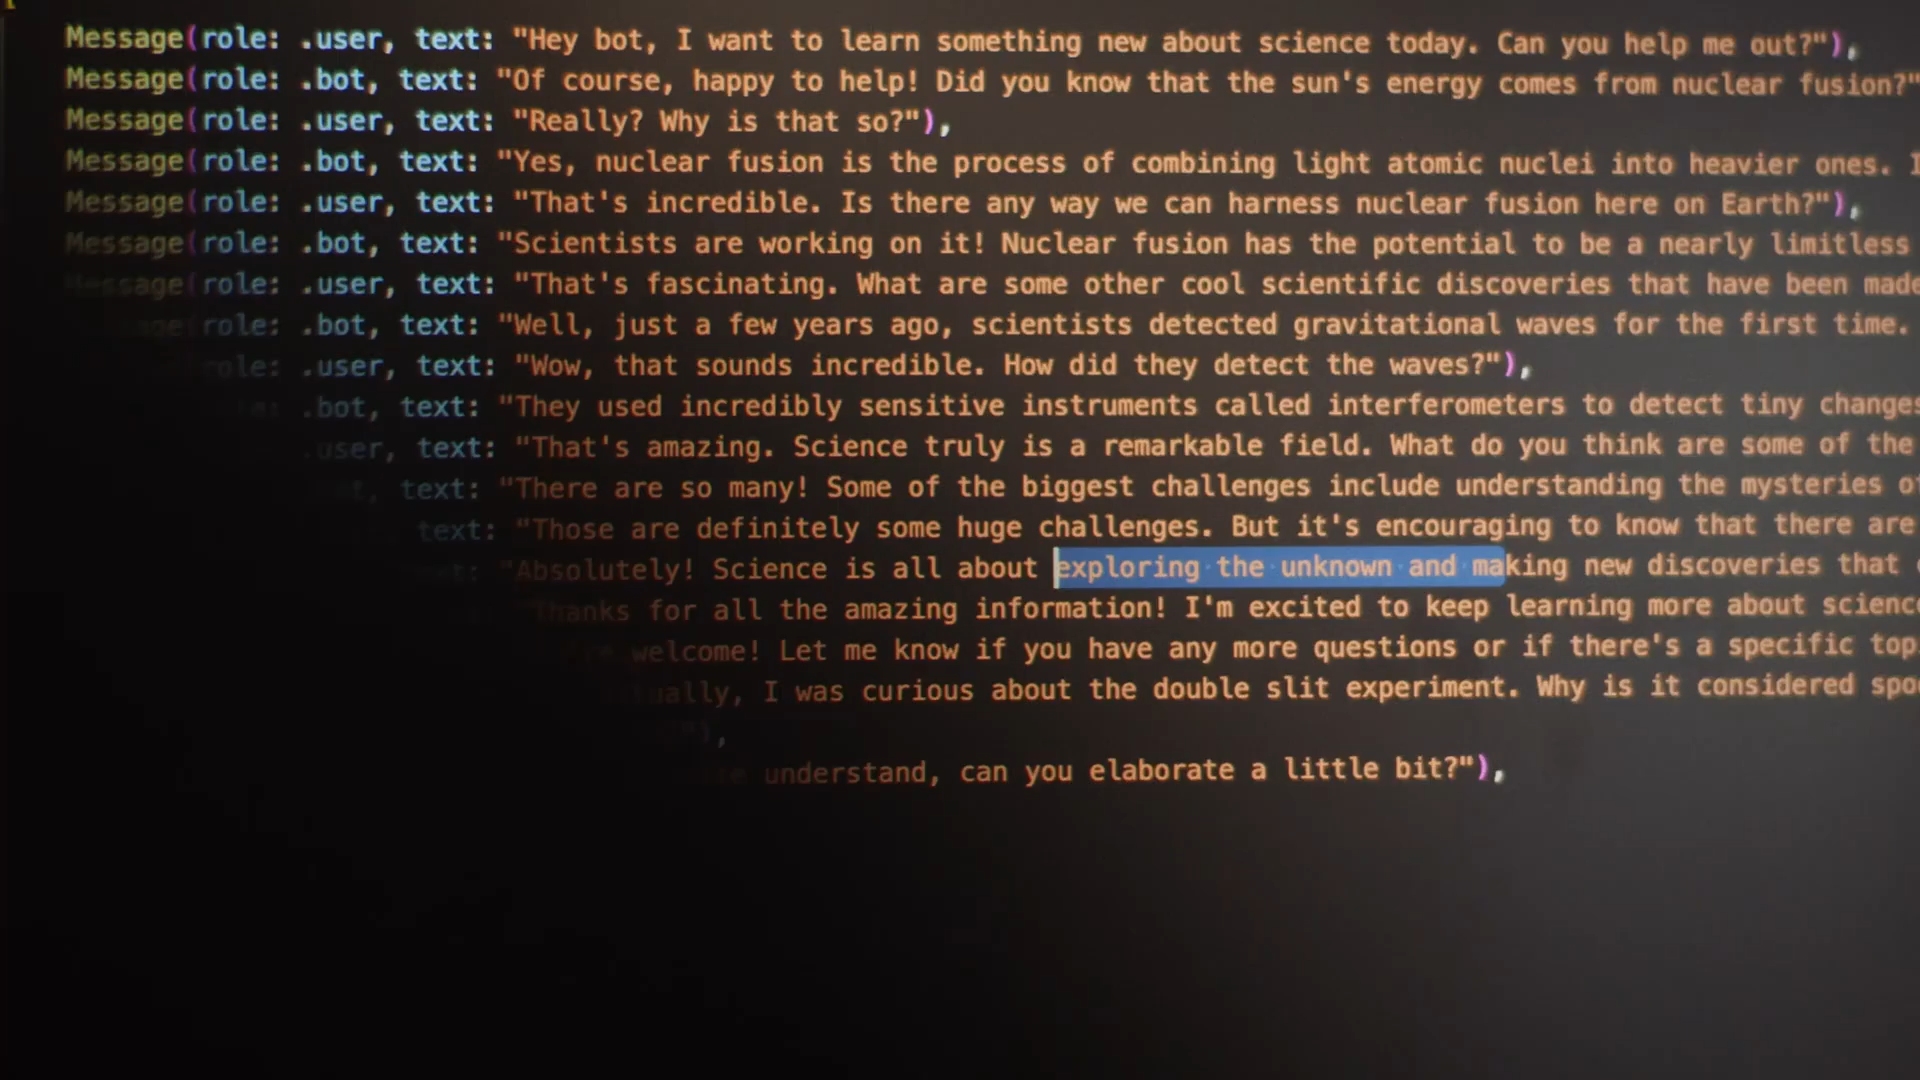 Message(role: .user, text: "Hey bot, I want to learn something new about science today. Can you help me out?"),
Message(role: .bot, text: "Of course, happy to help! Did you know that the sun's energy comes from nuclear fusion?"
Message(role: .user, text: "Really? Why is that so?"),
Message(role: .bot, text: "Yes, nuclear fusion is the process of combining light atomic nuclei into heavier ones.
Message(role: .user, text: "That's incredible. Is there any way we can harness nuclear fusion here on Earth?"),
Message(role: .bot, text: "Scientists are working on it! Nuclear fusion has the potential to be a nearly limitless
Message(role: .user, text: "That's fascinating. What are some other cool scientific discoveries that have been made
role: .bot, text: "Well, just a few years ago, scientists detected gravitational waves for the first time.
role: .user, text: "Wow, that sounds incredible. How did they detect the waves?"),
.bot, text: "They used incredibly sensitive instruments called interferometers to detect tiny changes
.user, text: "That's amazing. Science truly is a remarkable field. What do you think are some of the
text: "There are so many! Some of the biggest challenges include understanding the mysteries
text: "Those are definitely some huge challenges. But it's encouraging to know that there are
"Absolutely! Science is all about exploring the unknown and making new discoveries that
"Thanks for all the amazing information! I'm excited to keep learning more about science
welcome! Let me know if you have any more questions or if there's a specific
I was curious about the double slit experiment. Why is it considered
"),
understand, can you elaborate a little bit?"),